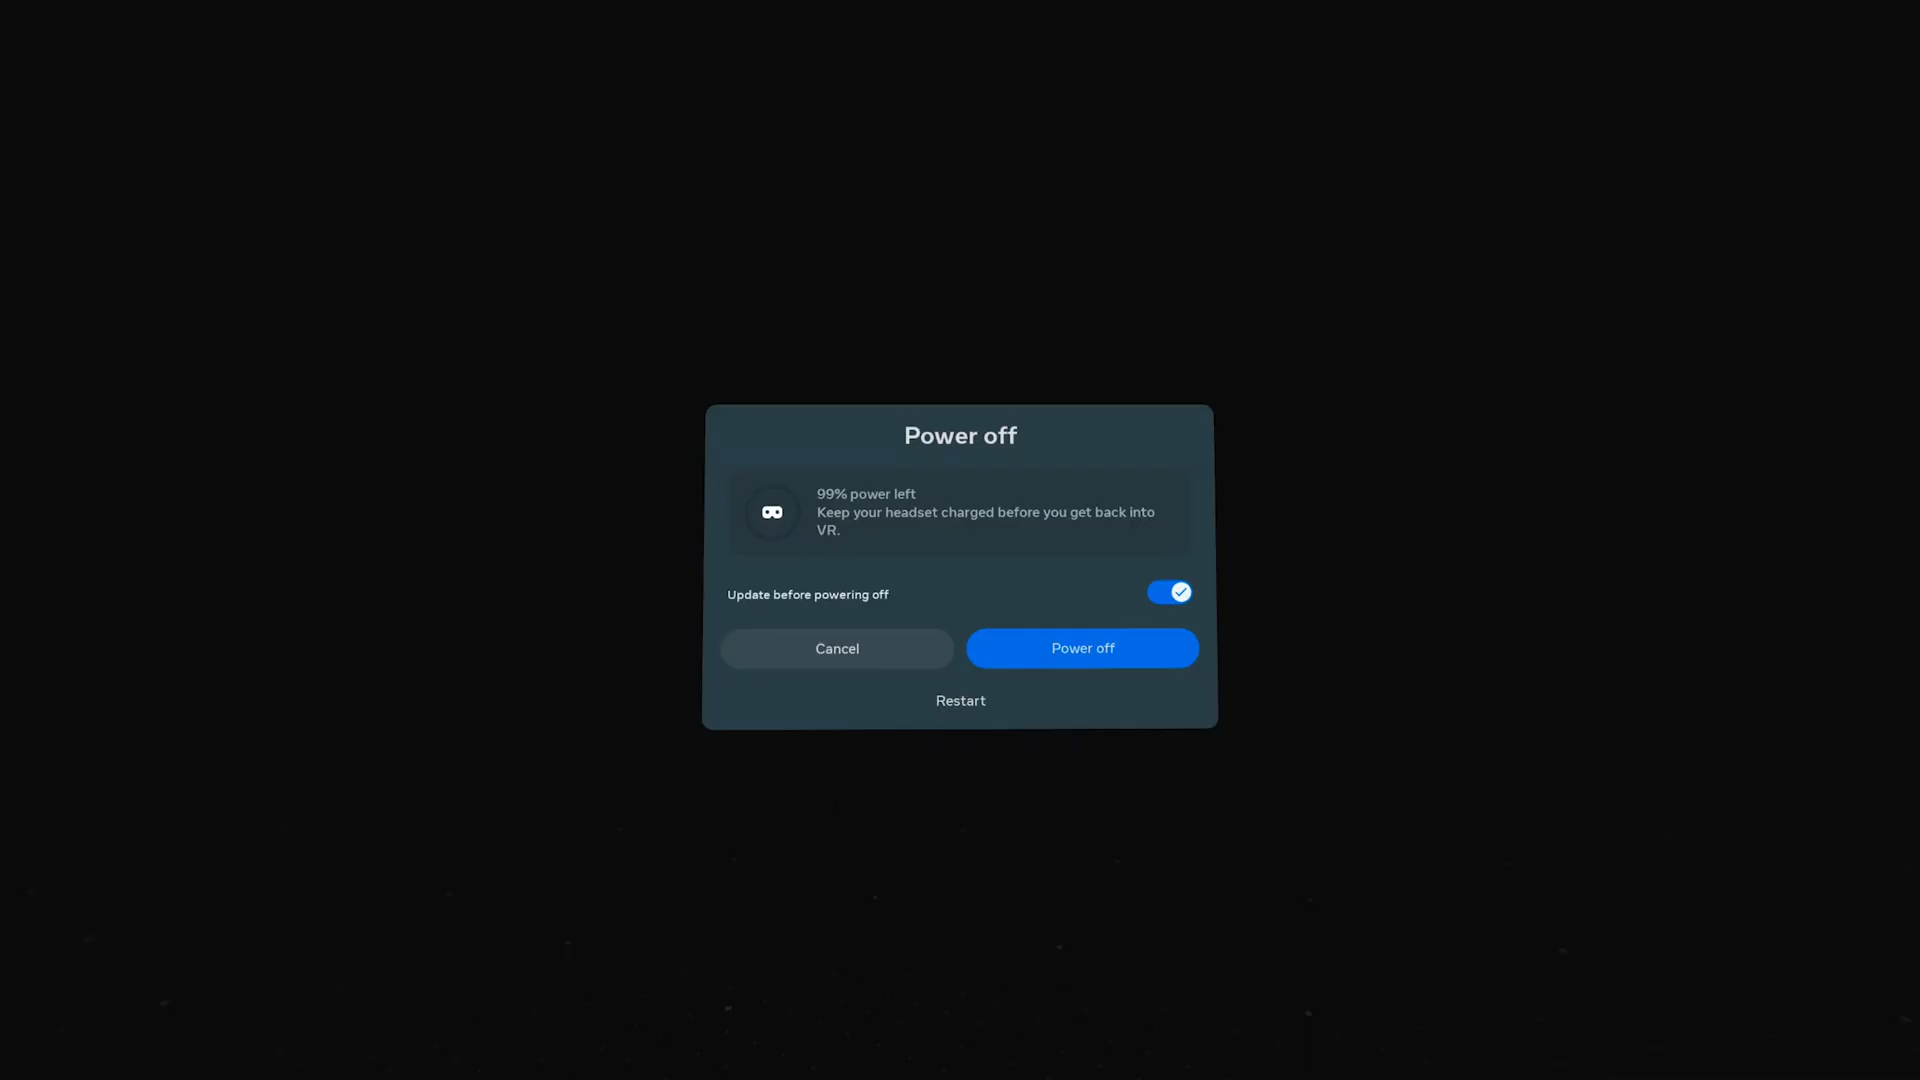 Power off
99% power left
Keep your headset charged before you get back into
VR.
Update before powering off
Cancel
Power off
Restart